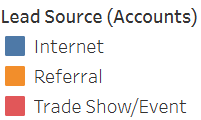 Lead Source (Accounts)
Internet
Referral
Trade Show/Event